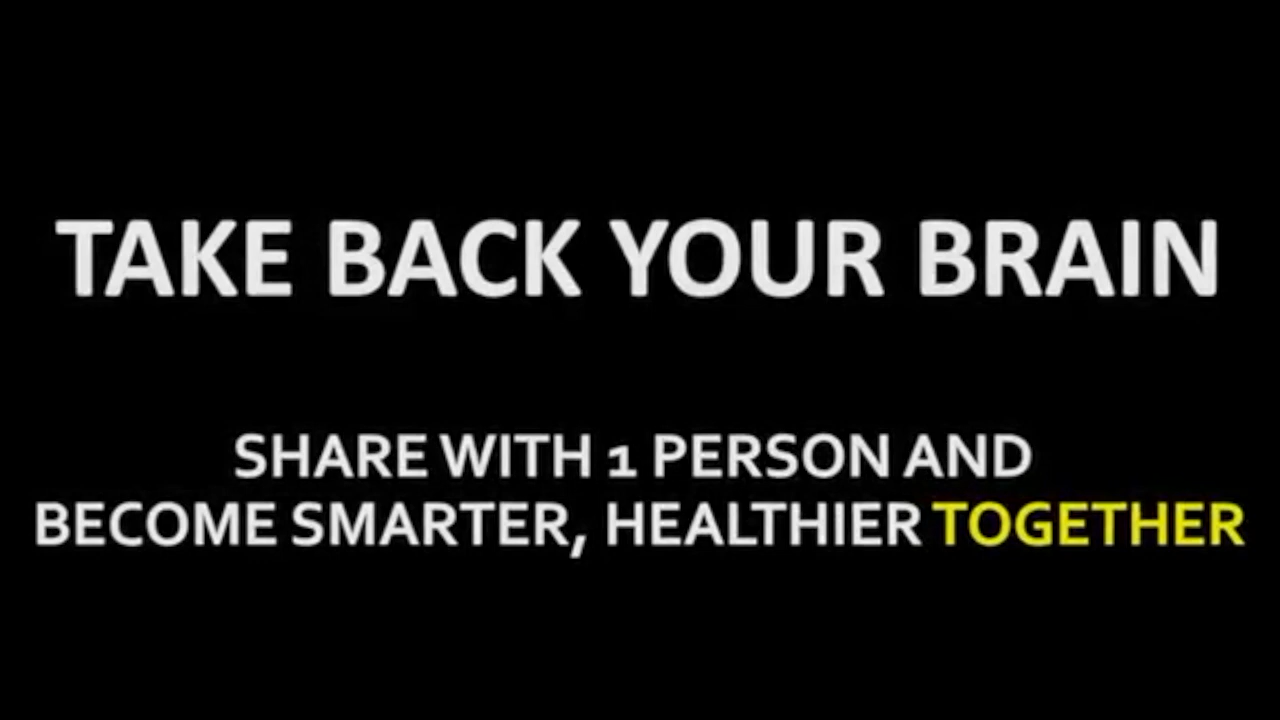 TAKE BACK YOUR BRAIN
SHARE WITH 1 PERSON AND
BECOME SMARTER, HEALTHIER TOGETHER